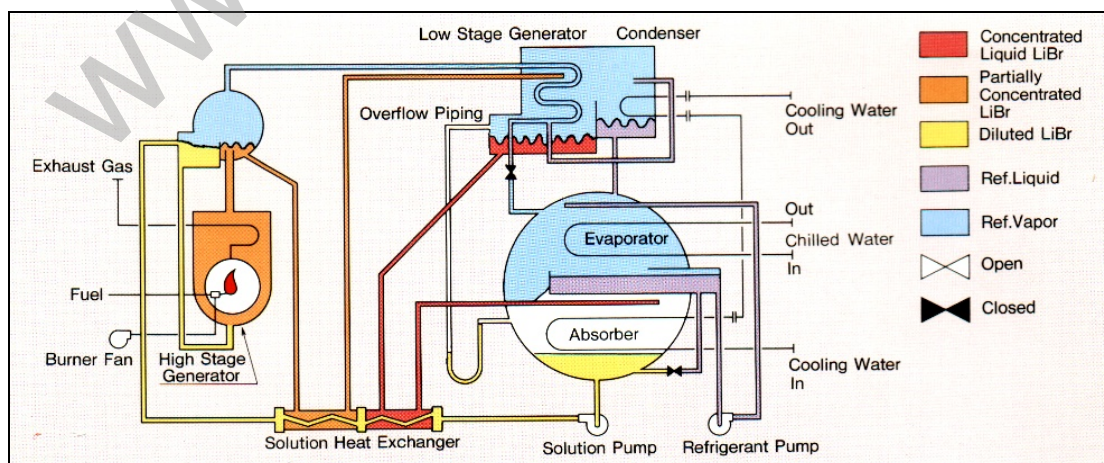 www
Low Stage Generator
Condenser
Overflow Piping
Exhaust Gas
Fuel
Burner Fan
High Stage
Generator
Solution Heat Exchanger
Cooling Water
Out
Out
Evaporator
Chilled Water
In
Absorber
Cooling Water
In
Solution Pump
Refrigerant Pump
Concentrated
Liquid LiBr
Partially
Concentrated
LiBr
Diluted LiBr
Ref.Liquid
Ref.Vapor
Open
Closed